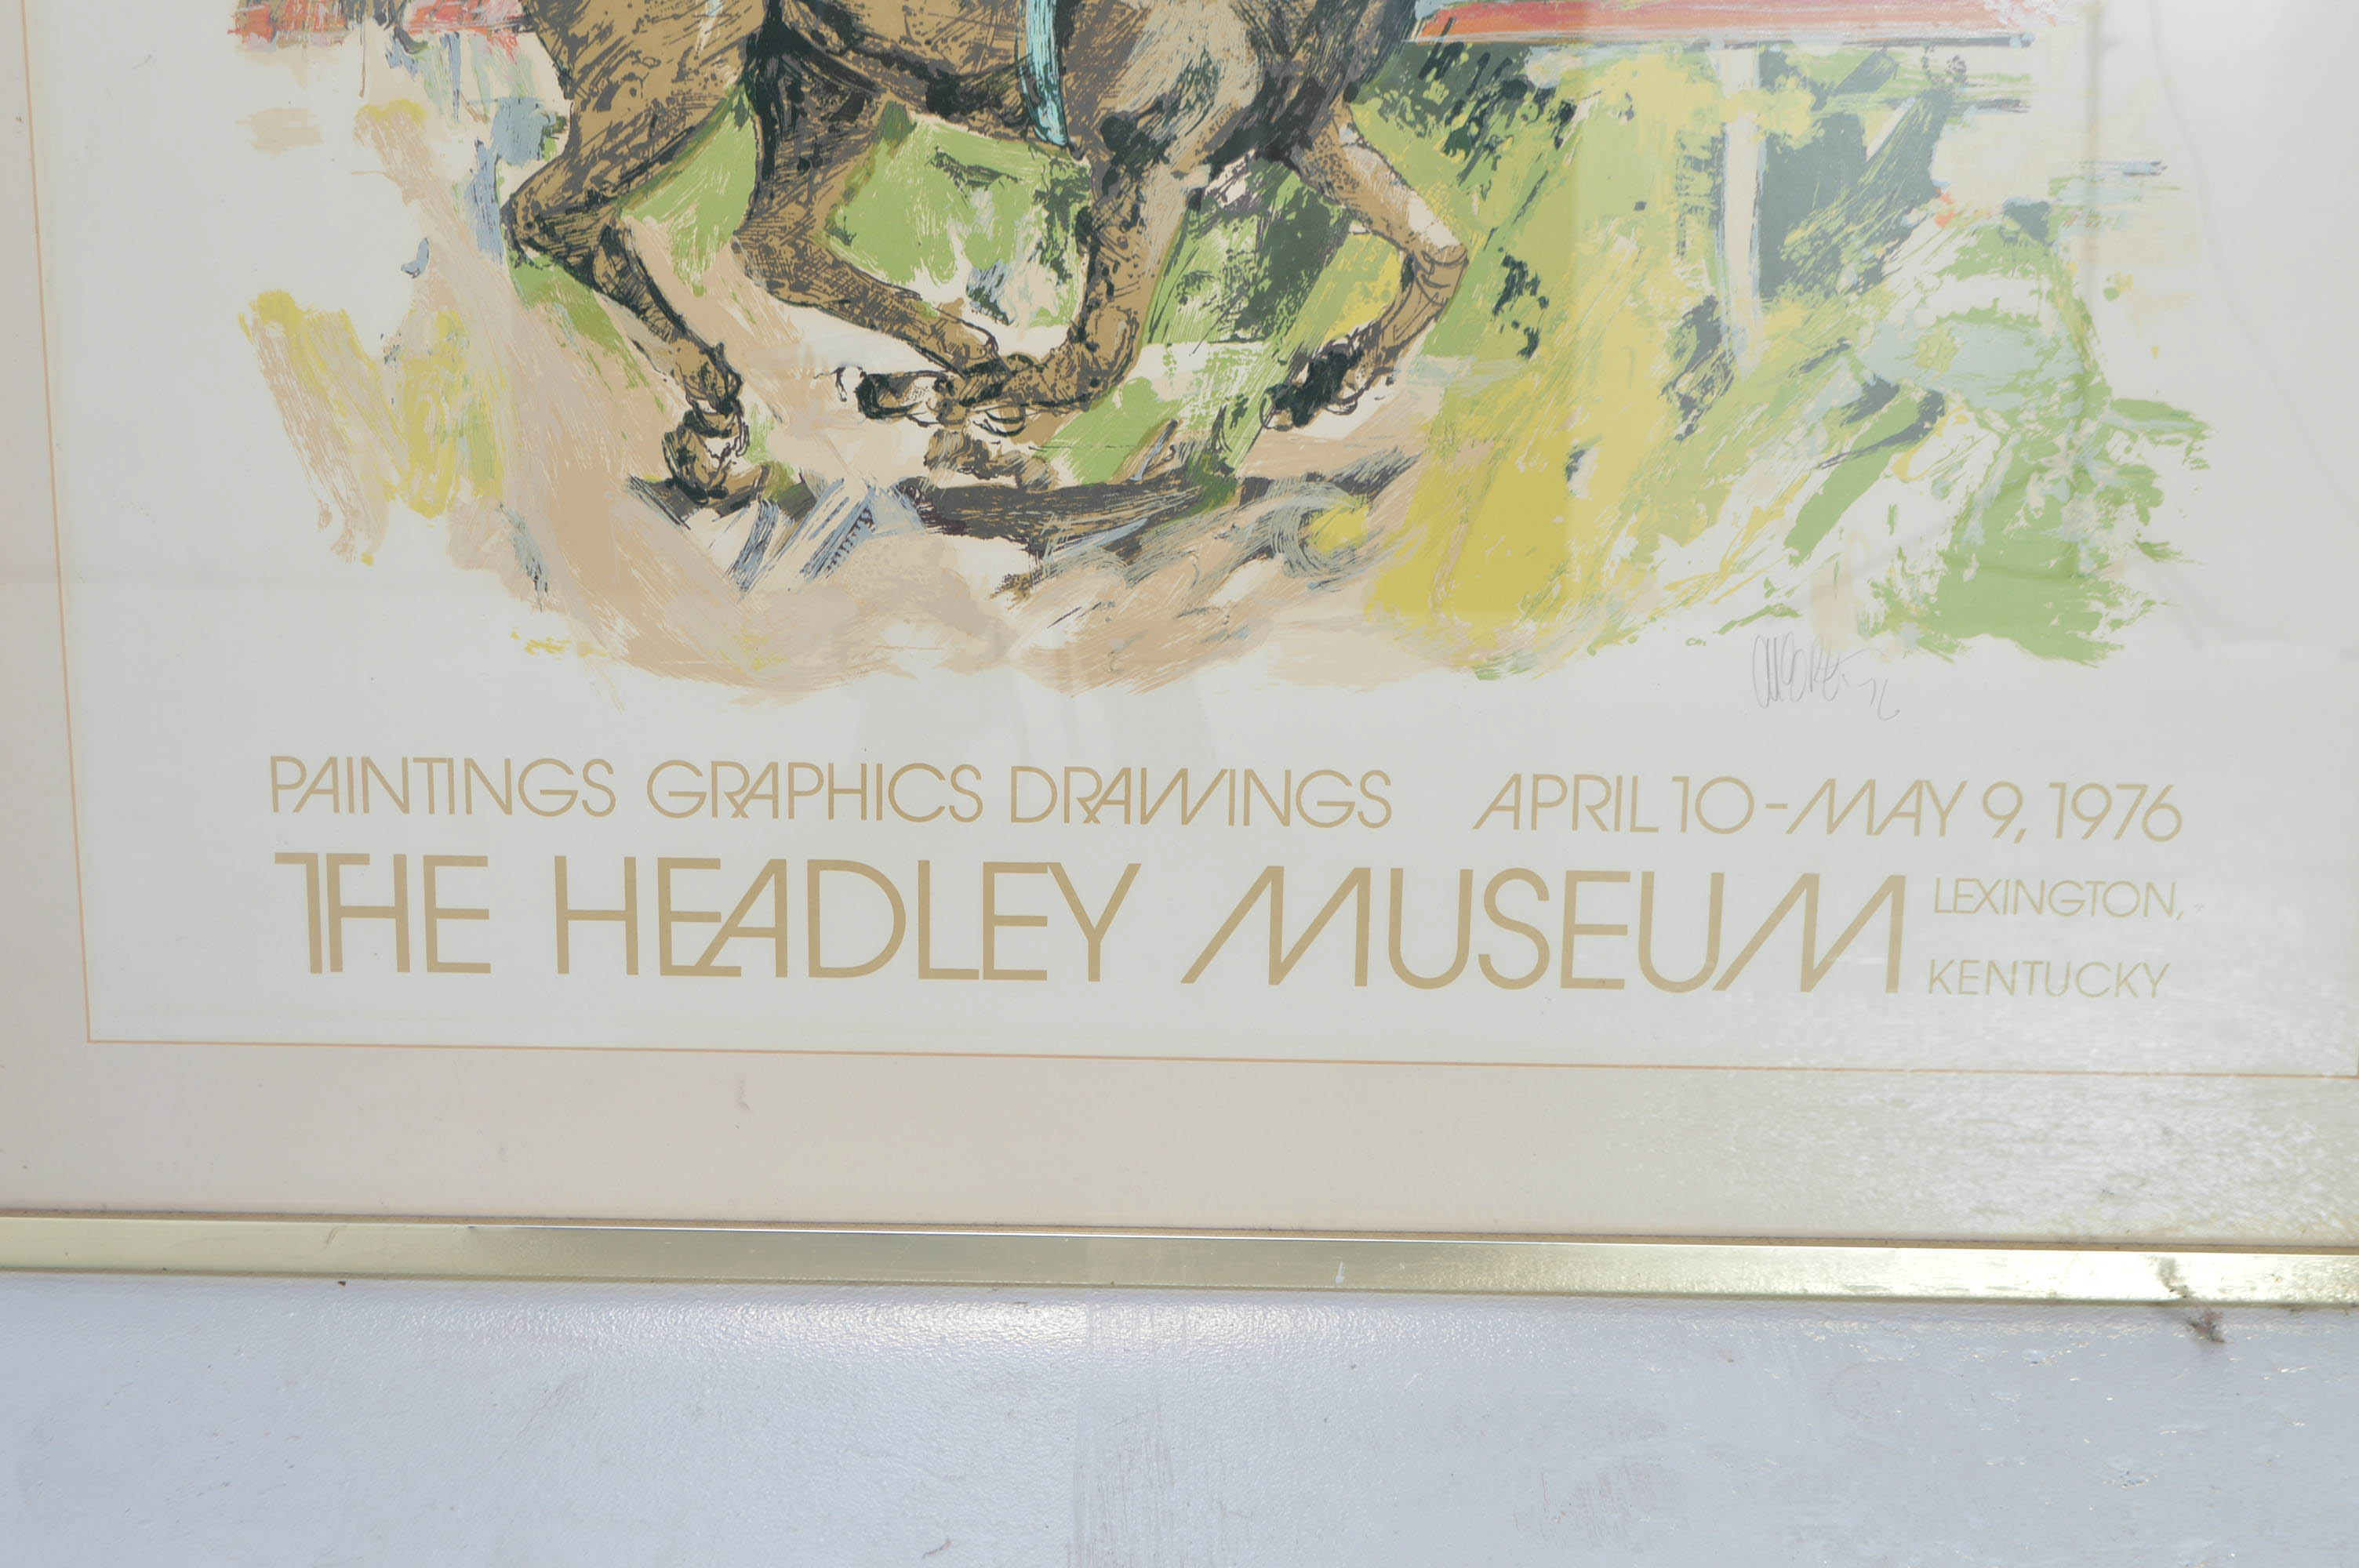 PAINTINGS GRAPHICS DRAWINGS APRIL 10-MAY 9, 1976
THE HEADLEY MUSEUM LEXINGTON,
KENTUCKY